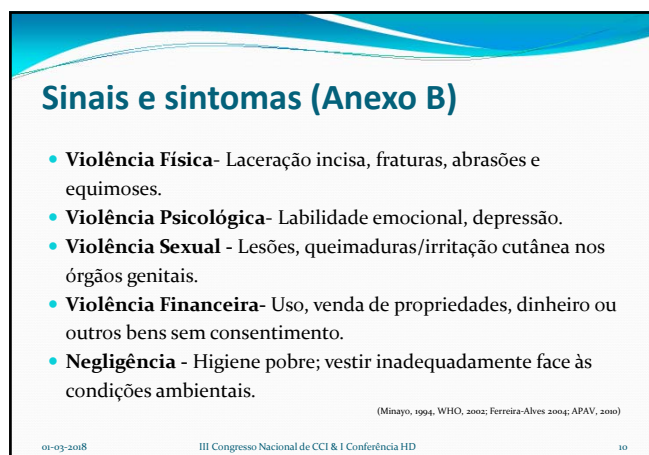 Sinais e sintomas (Anexo B)
• Violência Física- Laceração incisa, fraturas, abrasões e
equimoses.
• Violência Psicológica- Labilidade emocional, depressão.
• Violência Sexual - Lesões, queimaduras/irritação cutânea nos
órgãos genitais.
• Violência Financeira- Uso, venda de propriedades, dinheiro ou
outros bens sem consentimento.
• Negligência - Higiene pobre; vestir inadequadamente face às
condições ambientais.
(Minayo, 1994, WHO, 2002; Ferreira-Alves 2004; APAV, 2010)
01-03-2018 III Congresso Nacional de CCI & I Conferência HD 10